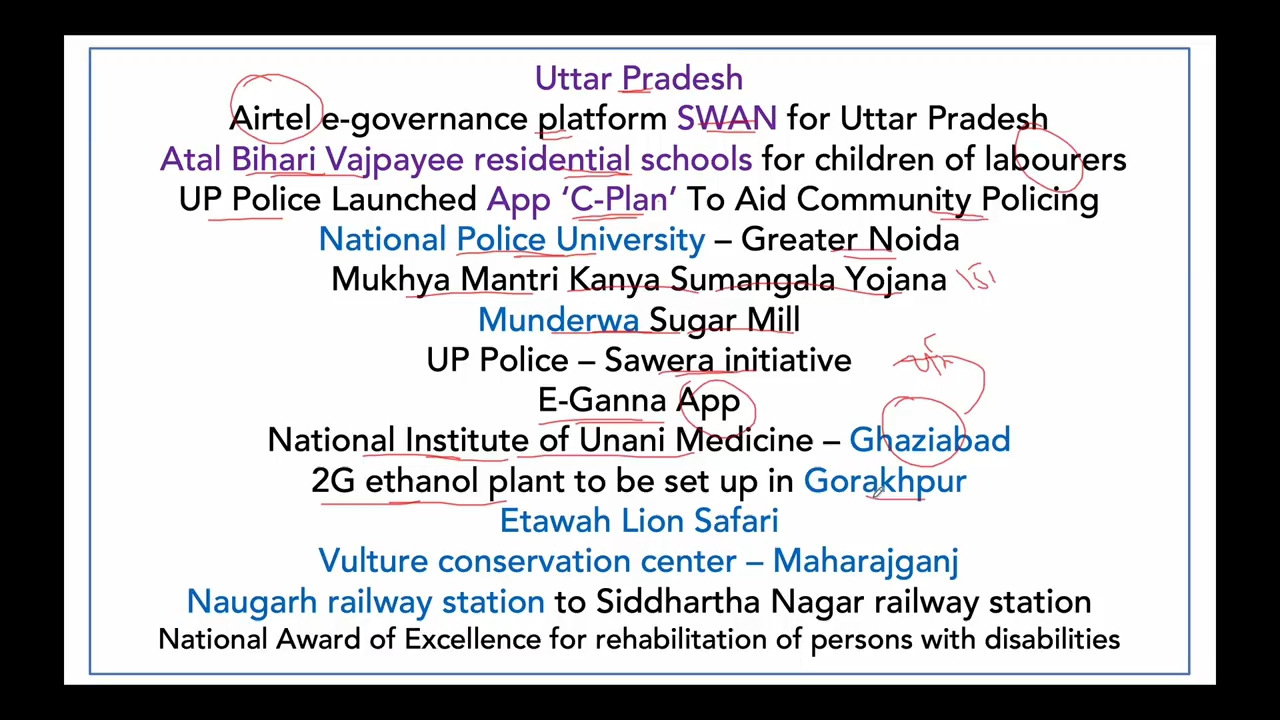 Uttar Pradesh
Airtel e-governance platform SWAN for Uttar Pradesh
Atal Bihari Vajpayee residential schools for children of labourers
UP Police Launched App ‘C-Plan’ To Aid Community Policing
National Police University – Greater Noida
Mukhya Mantri Kanya Sumangala Yojana
Munderwa Sugar Mill
UP Police – Sawera initiative
E-Ganna App
National Institute of Unani Medicine – Ghaziabad
2G ethanol plant to be set up in Gorakhpur
Etawah Lion Safari
Vulture conservation center – Maharajganj
Naugarh railway station to Siddhartha Nagar railway station
National Award of Excellence for rehabilitation of persons with disabilities